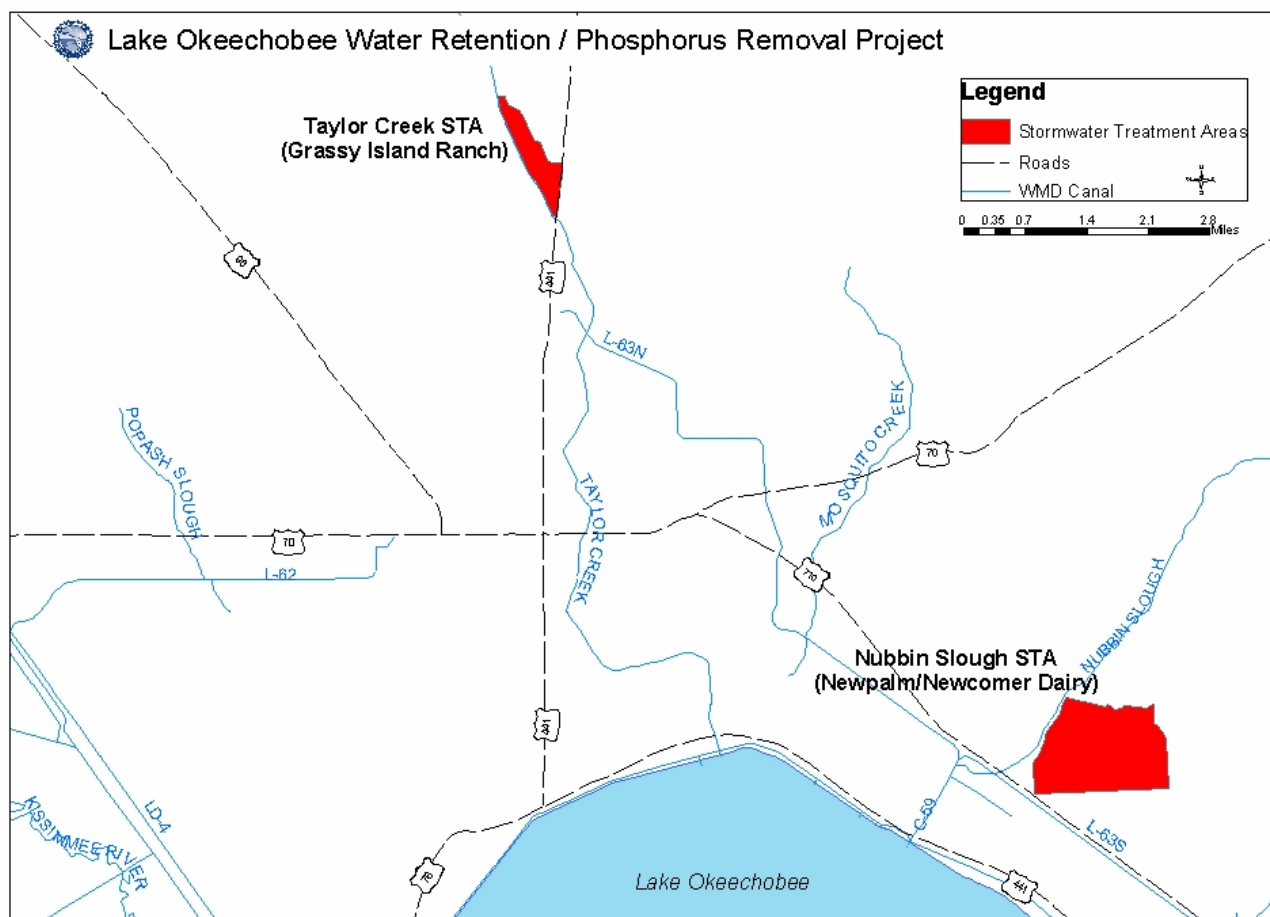 Lake Okeechobee Water Retention / Phosphorus Removal Project
Legend
Stormwater Treatment Areas
Roads
WMD Canal
0 0.35 0.7 1.4 2.1 2.8
Miles
Taylor Creek STA
(Grassy Island Ranch)
98
441
L-63N
POPASH SLOUGH
MOSQUITO CREEK
70
TAYLOR CREEK
70
L-62
710
NUBBIN SLOUGH
Nubbin Slough STA
(Newpalm/Newcomer Dairy)
441
LD-4
KISSIMMEE RIVER
C-59
L-63S
78
Lake Okeechobee
441